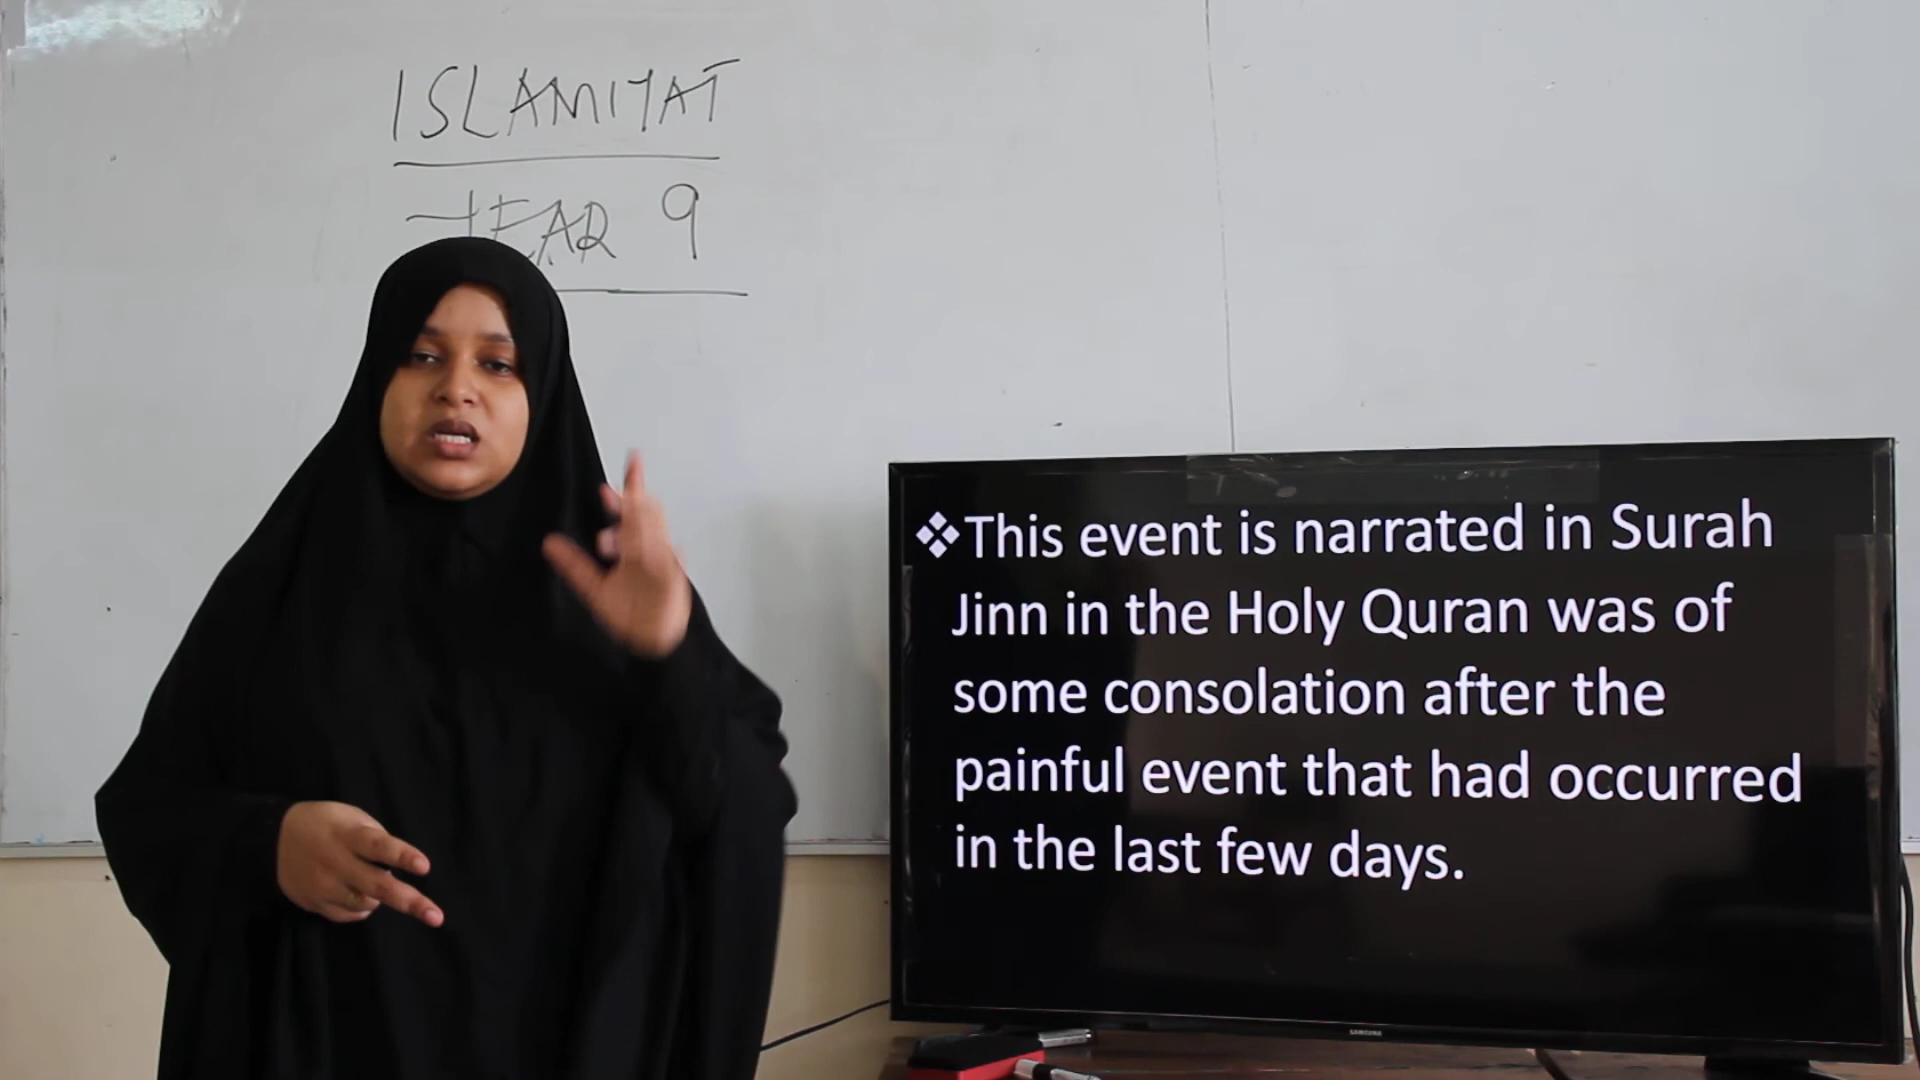 ISLAMIYAT
YEAR 9
❖This event is narrated in Surah
Jinn in the Holy Quran was of
some consolation after the
painful event that had occurred
in the last few days.
SAMSUNG